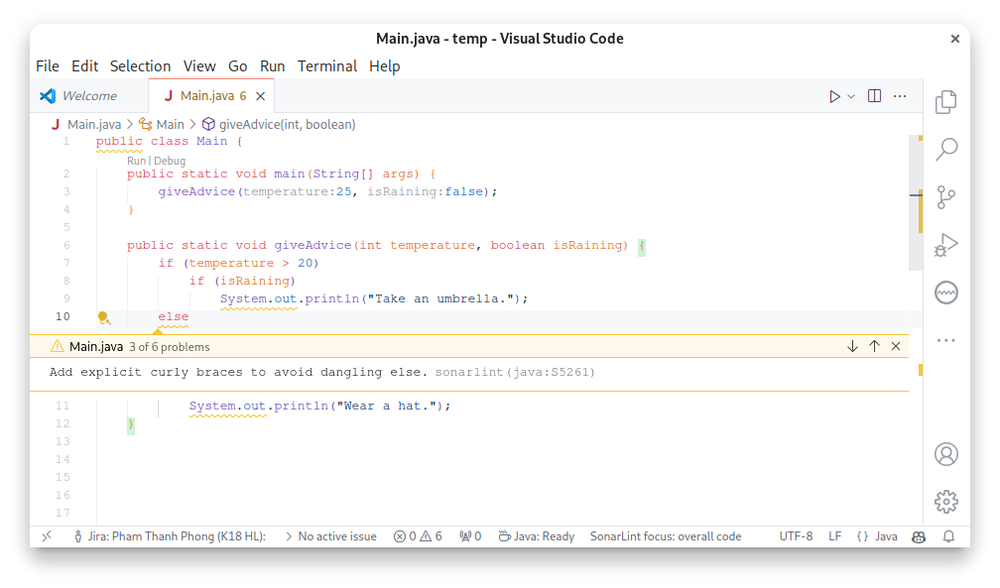 Main.java - temp - Visual Studio Code
File Edit Selection View Go Run Terminal Help
Welcome J Main.java 6
J Main.java > Main > giveAdvice(int, boolean)
1 public class Main {
Run | Debug
2 public static void main(String[] args) {
3 giveAdvice(temperature:25, isRaining:false);
4 }
5
6 public static void giveAdvice(int temperature, boolean isRaining) {
7 if (temperature > 20)
8 if (isRaining)
9 System.out.println("Take an umbrella.");
10 else
Main.java 3 of 6 problems
Add explicit curly braces to avoid dangling else. sonarlint(java:S5261)
11 System.out.println("Wear a hat.");
12 }
13
14
15
16
17
Jira: Pham Thanh Phong (K18 HL): > No active issue 0 6 0 Java: Ready SonarLint focus: overall code UTF-8 LF {} Java